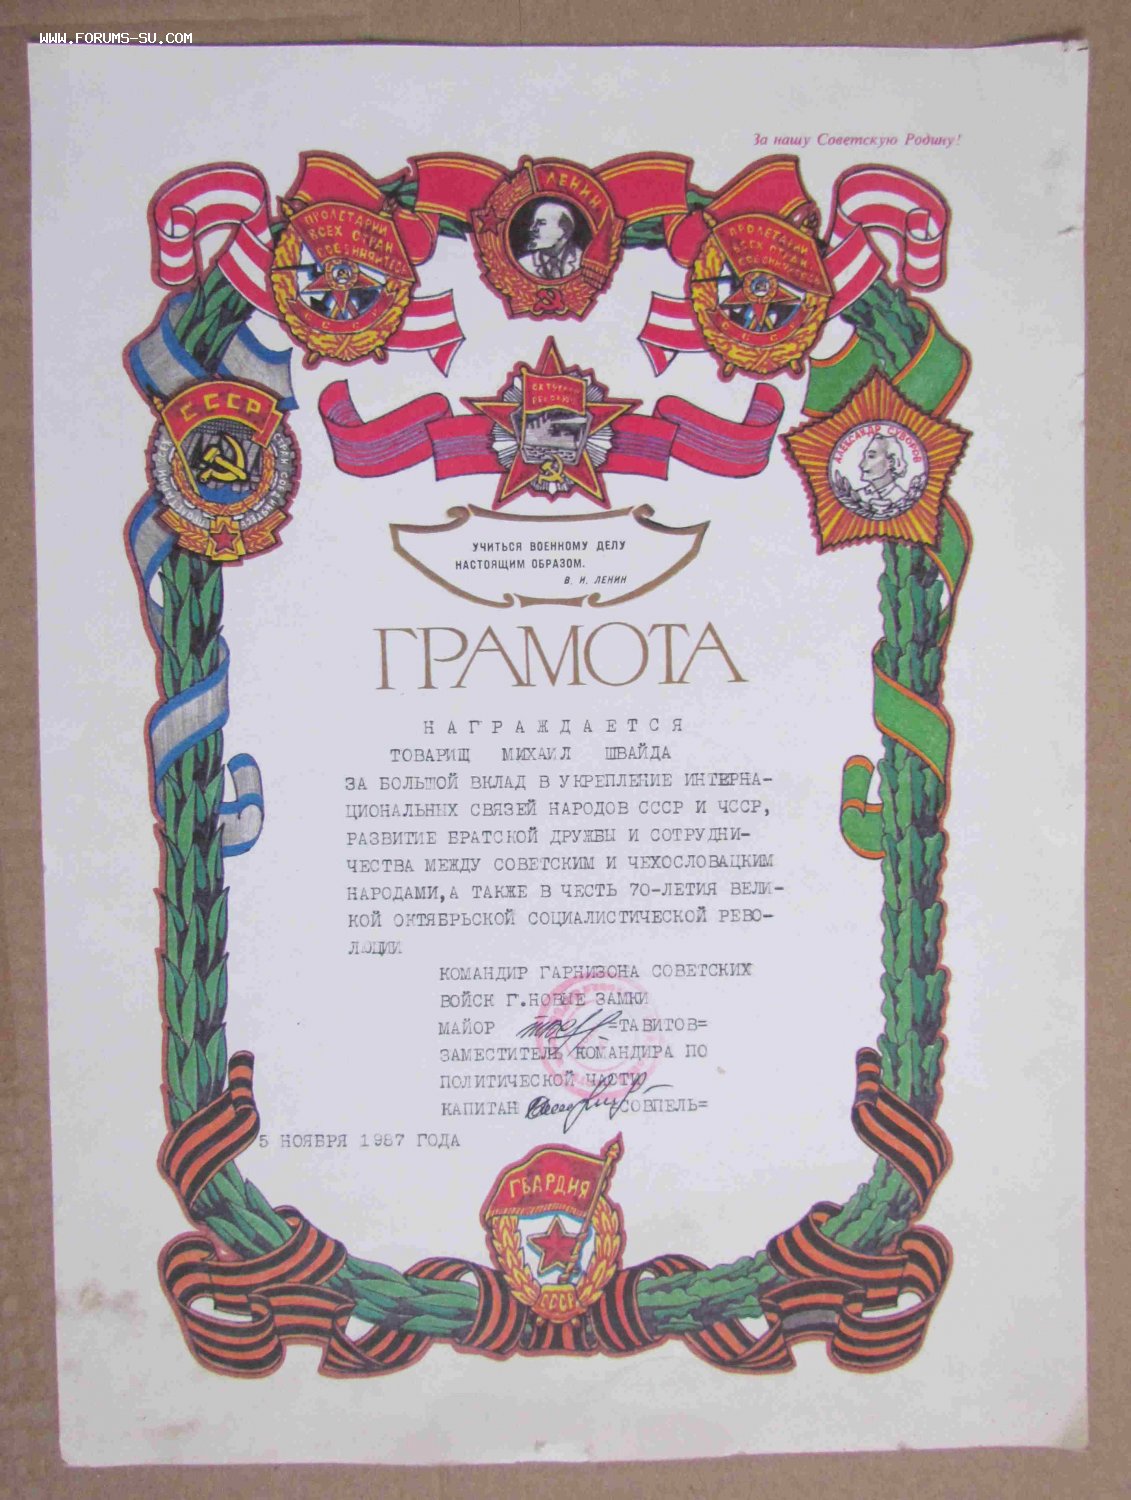 WWW.FORUMS-SU.COM
За нашу Советскую Родину!
ЛЕНИН
ПРОЛЕТАРИИ
ВСЕХ СТРАН
СОЕДИНЯЙТЕСЬ
СССР
ПРОЛЕТАРИИ
ВСЕХ СТРАН
СОЕДИНЯЙТЕСЬ
СССР
ОКТЯБРЬСКАЯ
РЕВОЛЮЦИЯ
СССР
АЛЕКСАНДР СУВОРОВ
УЧИТЬСЯ ВОЕННОМУ ДЕЛУ
НАСТОЯЩИМ ОБРАЗОМ.
В. И. ЛЕНИН
ГРАМОТА
НАГРАЖДАЕТСЯ
ТОВАРИЩ МИХАИЛ ШВАЙДА
ЗА БОЛЬШОЙ ВКЛАД В УКРЕПЛЕНИЕ ИНТЕРНА-
ЦИОНАЛЬНЫХ СВЯЗЕЙ НАРОДОВ СССР И ЧССР,
РАЗВИТИЕ БРАТСКОЙ ДРУЖБЫ И СОТРУДНИ-
ЧЕСТВА МЕЖДУ СОВЕТСКИМ И ЧЕХОСЛОВАЦКИМ
НАРОДАМИ, А ТАКЖЕ В ЧЕСТЬ 70-ЛЕТИЯ ВЕЛИ-
КОЙ ОКТЯБРЬСКОЙ СОЦИАЛИСТИЧЕСКОЙ РЕВО-
ЛЮЦИИ
КОМАНДИР ГАРНИЗОНА СОВЕТСКИХ
ВОЙСК Г.НОВЫЕ ЗАМКИ
МАЙОР =ТАВИТОВ=
ЗАМЕСТИТЕЛЬ КОМАНДИРА ПО
ПОЛИТИЧЕСКОЙ ЧАСТИ
КАПИТАН СОВПЕЛЬ=
5 НОЯБРЯ 1987 ГОДА
ГВАРДИЯ
СССР